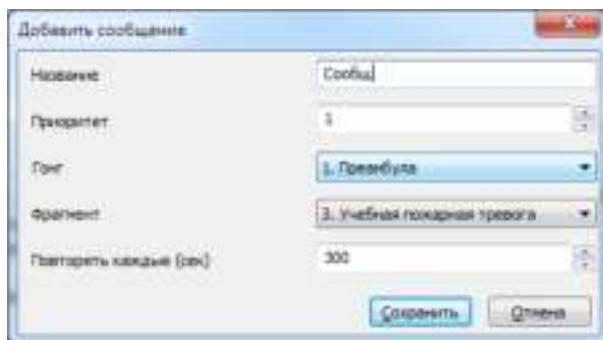 Добавить сообщение
Название Сообщ
Приоритет 1
Гонг 1. Преамбула
Фрагмент 3. Учебная пожарная тревога
Повторять каждые (сек) 300
Сохранить Отмена